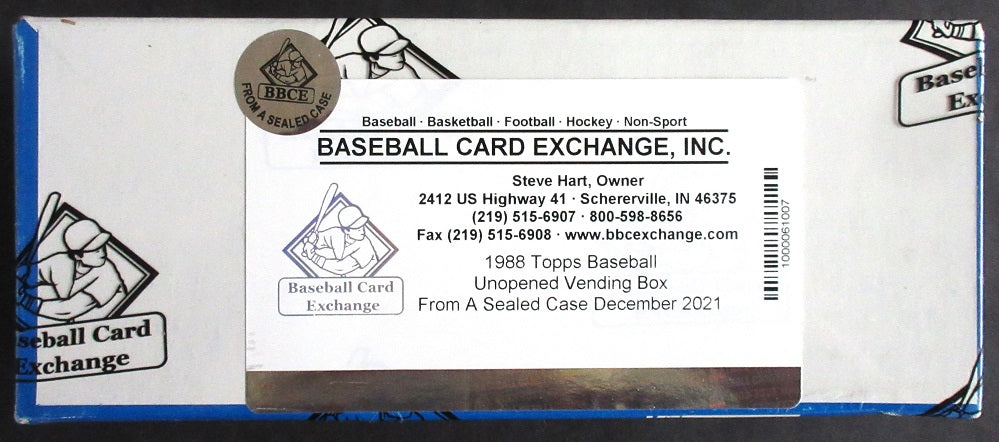 BBCE
FROM A SEALED CASE
Baseball · Basketball · Football · Hockey · Non-Sport
BASEBALL CARD EXCHANGE, INC.
Steve Hart, Owner
2412 US Highway 41 · Schererville, IN 46375
(219) 515-6907 · 800-598-8656
Fax (219) 515-6908 · www.bbcexchange.com
1988 Topps Baseball
Unopened Vending Box
From A Sealed Case December 2021
Baseball Card
Exchange
1000061007
seball Card
Exchange
Basel
Ex